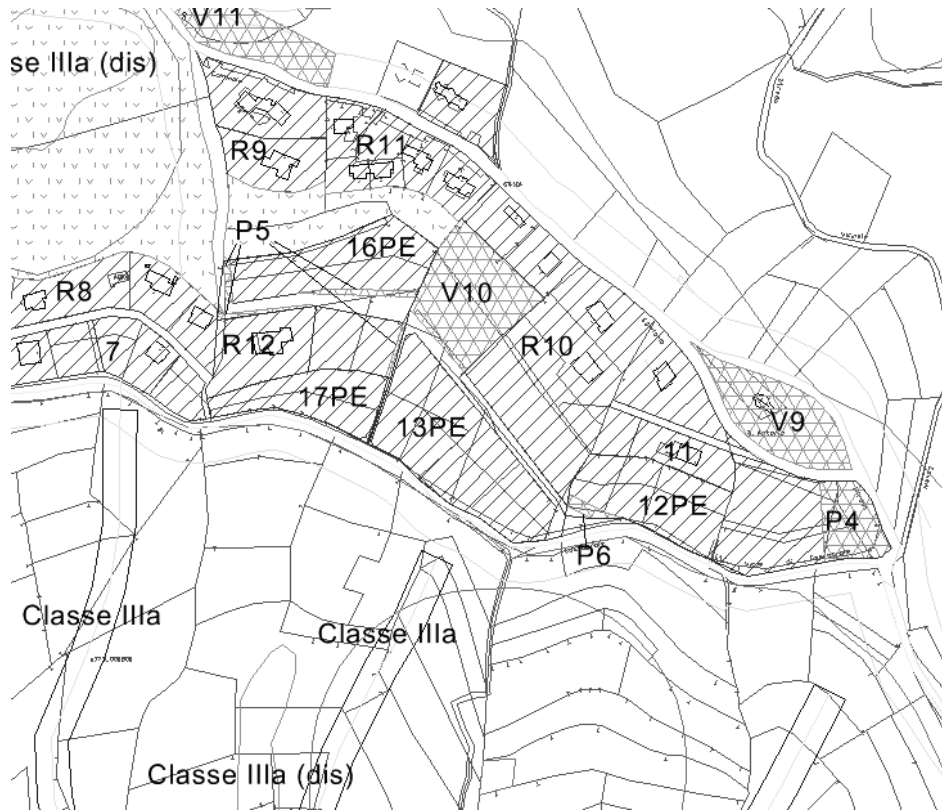 V11
se IIIa (dis)
R9
R11
P5
16PE
R8
V10
R12
R10
7
17PE
13PE
V9
11
12PE
P4
P6
Classe IIIa
Classe IIIa
Classe IIIa (dis)